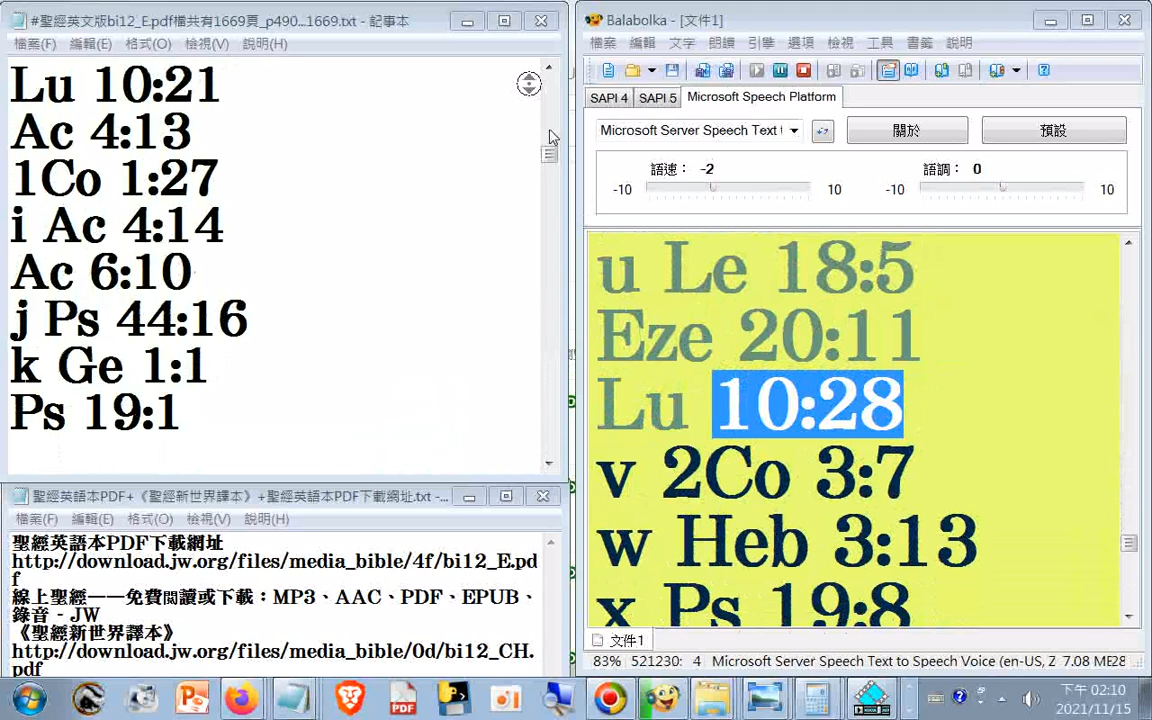 #聖經英文版bi12_E.pdf檔共有1669頁_p490...1669.txt - 記事本
檔案(F) 編輯(E) 格式(O) 檢視(V) 說明(H)
Lu 10:21
Ac 4:13
1Co 1:27
i Ac 4:14
Ac 6:10
j Ps 44:16
k Ge 1:1
Ps 19:1
聖經英語本PDF+《聖經新世界譯本》+聖經英語本PDF下載網址.txt -...
檔案(F) 編輯(E) 格式(O) 檢視(V) 說明(H)
聖經英語本PDF下載網址
http://download.jw.org/files/media_bible/4f/bi12_E.pd
f
線上聖經——免費閱讀或下載：MP3、AAC、PDF、EPUB、
錄音 - JW
《聖經新世界譯本》
http://download.jw.org/files/media_bible/0d/bi12_CH.
pdf
Balabolka - [文件1]
檔案 編輯 文字 朗讀 引擎 選項 檢視 工具 書籤 說明
SAPI 4 SAPI 5 Microsoft Speech Platform
Microsoft Server Speech Text 關於 預設
語速： -2 語調： 0
-10 10 -10 10
u Le 18:5
Eze 20:11
Lu 10:28
v 2Co 3:7
w Heb 3:13
x Ps 19:8
文件1
83% 521230: 4 Microsoft Server Speech Text to Speech Voice (en-US, Z 7.08 ME28
PDF
下午 02:10
2021/11/15